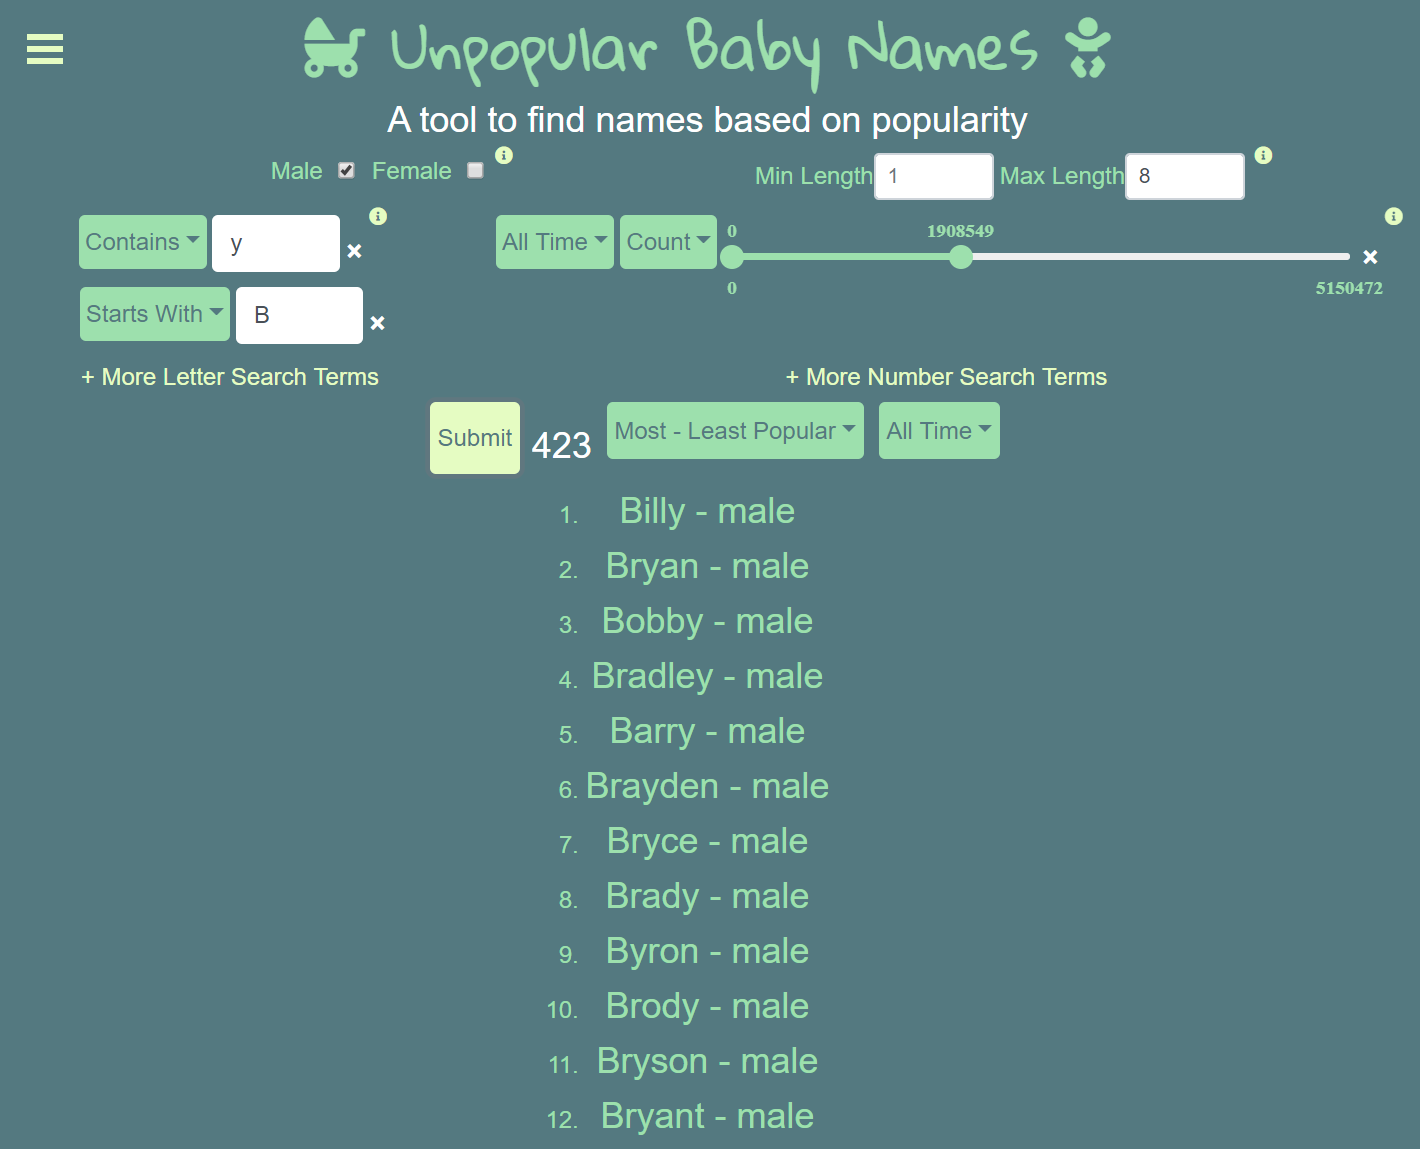 Unpopular Baby Names
A tool to find names based on popularity
Male Female
Min Length 1 Max Length 8
Contains y
All Time Count 0 1908549
0 5150472
Starts With B
+ More Letter Search Terms
+ More Number Search Terms
Submit 423 Most - Least Popular All Time
1. Billy - male
2. Bryan - male
3. Bobby - male
4. Bradley - male
5. Barry - male
6. Brayden - male
7. Bryce - male
8. Brady - male
9. Byron - male
10. Brody - male
11. Bryson - male
12. Bryant - male